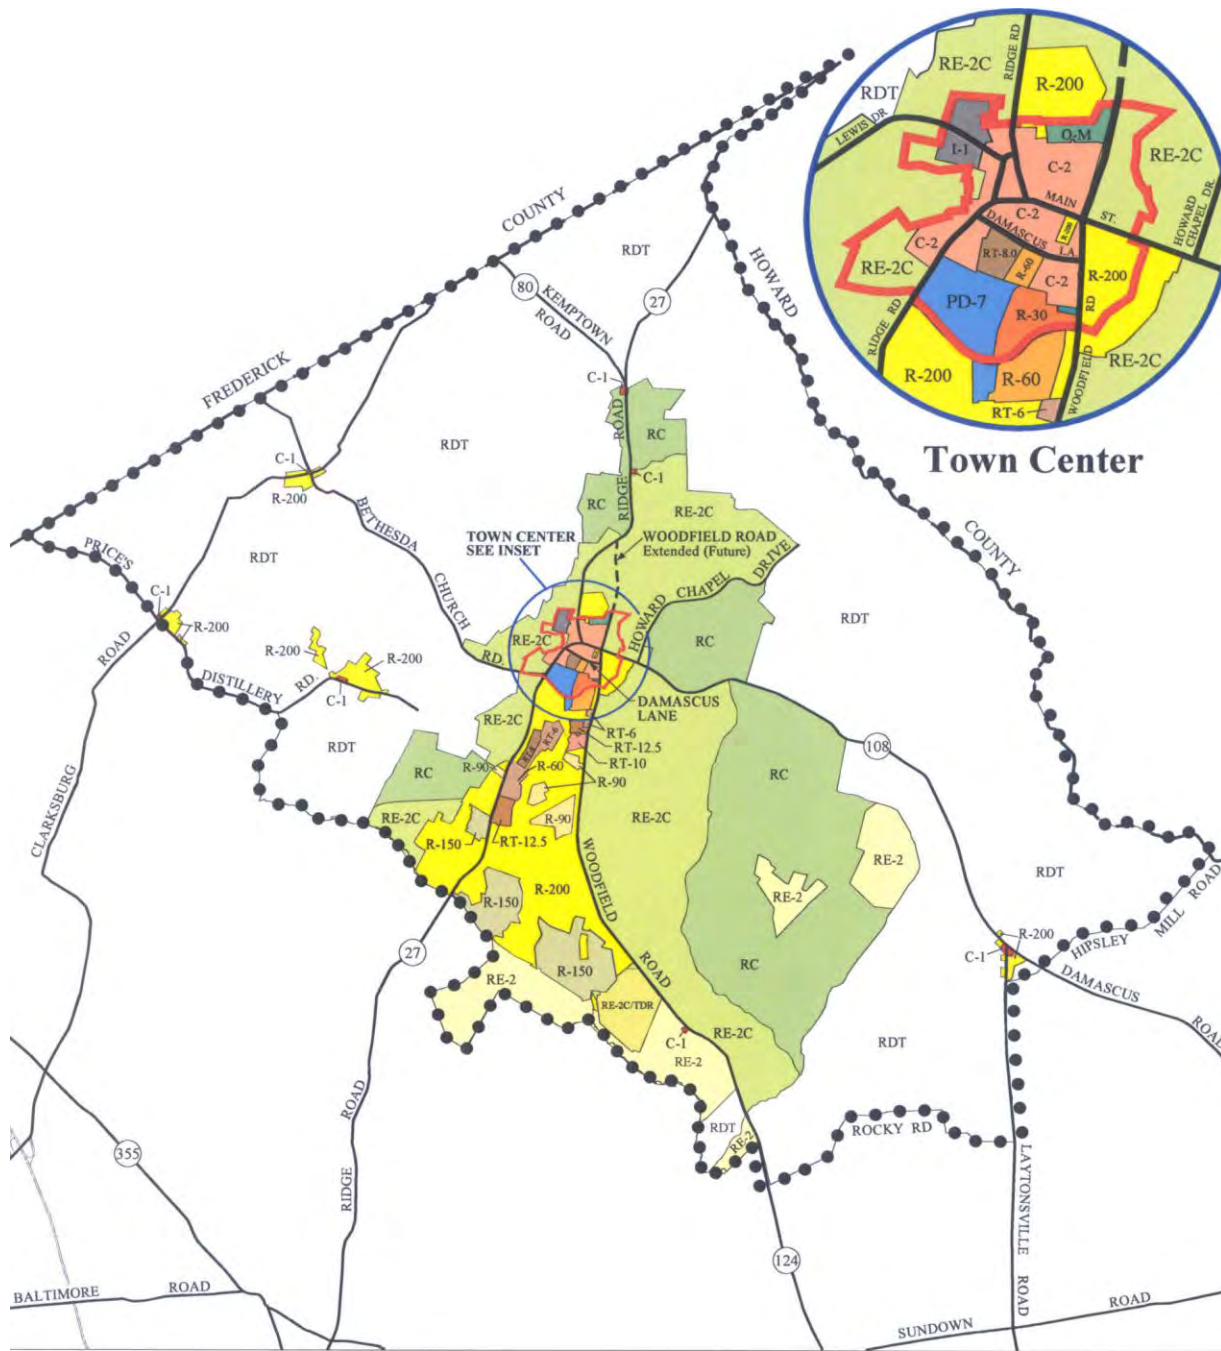 RIDGE RD
RE-2C
R-200
RDT
LEWIS DR
O-M
I-1
RE-2C
C-2
MAIN
ST.
HOWARD
CHAPEL DR.
DAMASCUS
LA.
C-2
R-200
C-2
RT-8.0
R-60
RE-2C
C-2
R-200
PD-7
R-30
RD
RIDGE RD
RE-2C
R-200
R-60
WOODFIELD
RT-6
Town Center
COUNTY
RDT
HOWARD
80
KEMPTOWN
ROAD
27
FREDERICK
C-1
ROAD
RC
RDT
C-1
C-1
R-200
RC
RIDGE
RE-2C
BETHESDA
COUNTY
TOWN CENTER
SEE INSET
WOODFIELD ROAD
Extended (Future)
PRICE'S
RDT
CHURCH
CHAPEL
DRIVE
C-1
HOWARD
RDT
R-200
RE-2C
RC
ROAD
R-200
R-200
RD.
DISTILLERY
RD.
C-1
DAMASCUS
LANE
RE-2C
RT-6
RDT
RT-6
RT-12.5
108
RDT
RT-10
R-90
R-60
RC
R-90
RC
CLARKSBURG
RE-2C
R-90
RE-2C
R-150
RT-12.5
WOODFIELD
RE-2
R-200
RE-2
RDT
R-150
ROAD
MILL
R-200
HIPSLEY
27
C-1
R-150
ROAD
RC
DAMASCUS
RE-2
RE-2C/TDR
ROAD
C-1
RE-2C
RDT
RE-2
ROAD
RDT
ROCKY RD
RE-2
355
RIDGE
LAYTONSVILLE
124
BALTIMORE
ROAD
ROAD
ROAD
SUNDOWN